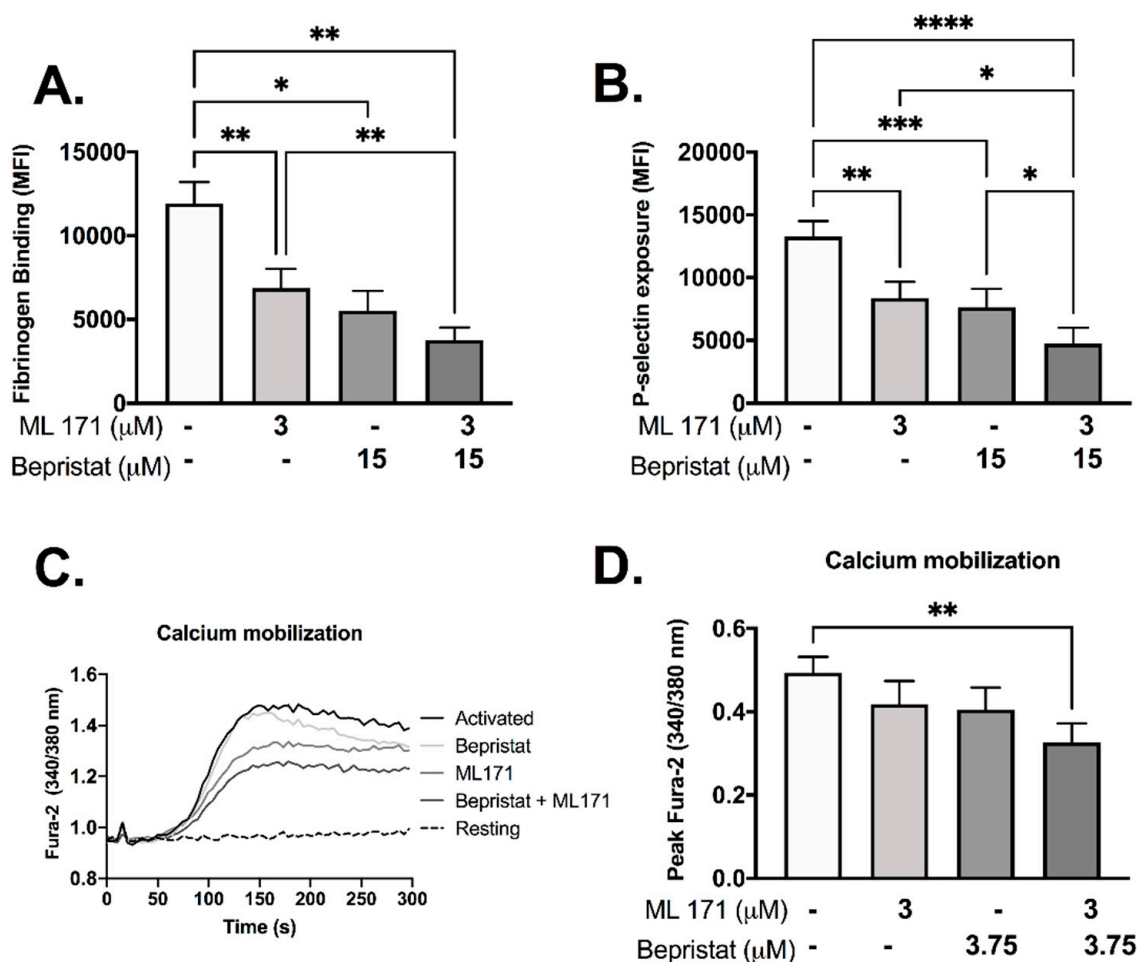 A.
**
*
**
**
Fibrinogen Binding (MFI)
15000
10000
5000
0
ML 171 (μM) - 3 - 3
Bepristat (μM) - - 15 15
B.
****
*
***
**
*
P-selectin exposure (MFI)
20000
15000
10000
5000
0
ML 171 (μM) - 3 - 3
Bepristat (μM) - - 15 15
C.
Calcium mobilization
Fura-2 (340/380 nm)
1.6
1.4
1.2
1.0
0.8
0 50 100 150 200 250 300
Time (s)
Activated
Bepristat
ML171
Bepristat + ML171
Resting
D.
Calcium mobilization
**
Peak Fura-2 (340/380 nm)
0.6
0.4
0.2
0.0
ML 171 (μM) - 3 - 3
Bepristat (μM) - - 3.75 3.75